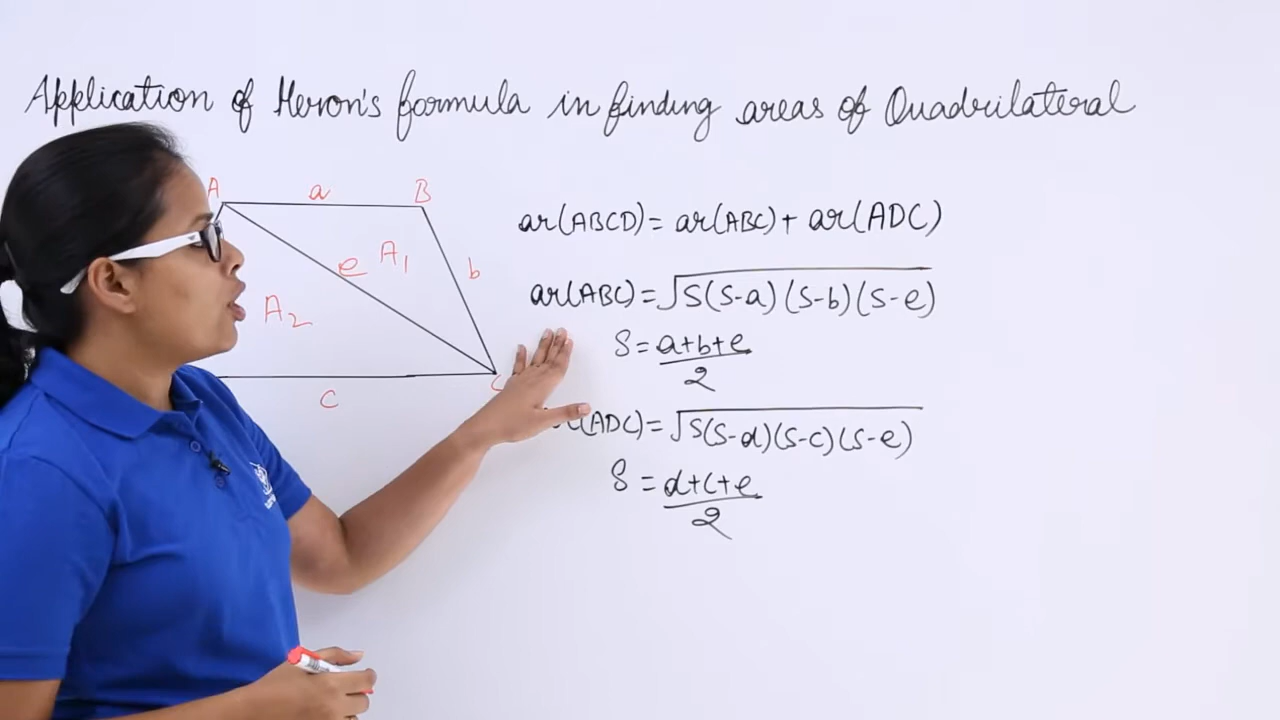 Application of Heron's formula in finding areas of Quadrilateral
A a B
e A1 b
A2
C
c
ar(ABCD) = ar(ABC) + ar(ADC)
ar(ABC) = √S(S-a)(S-b)(S-e)
S = a+b+e
2
(ADC) = √S(S-d)(S-c)(S-e)
S = d+c+e
2